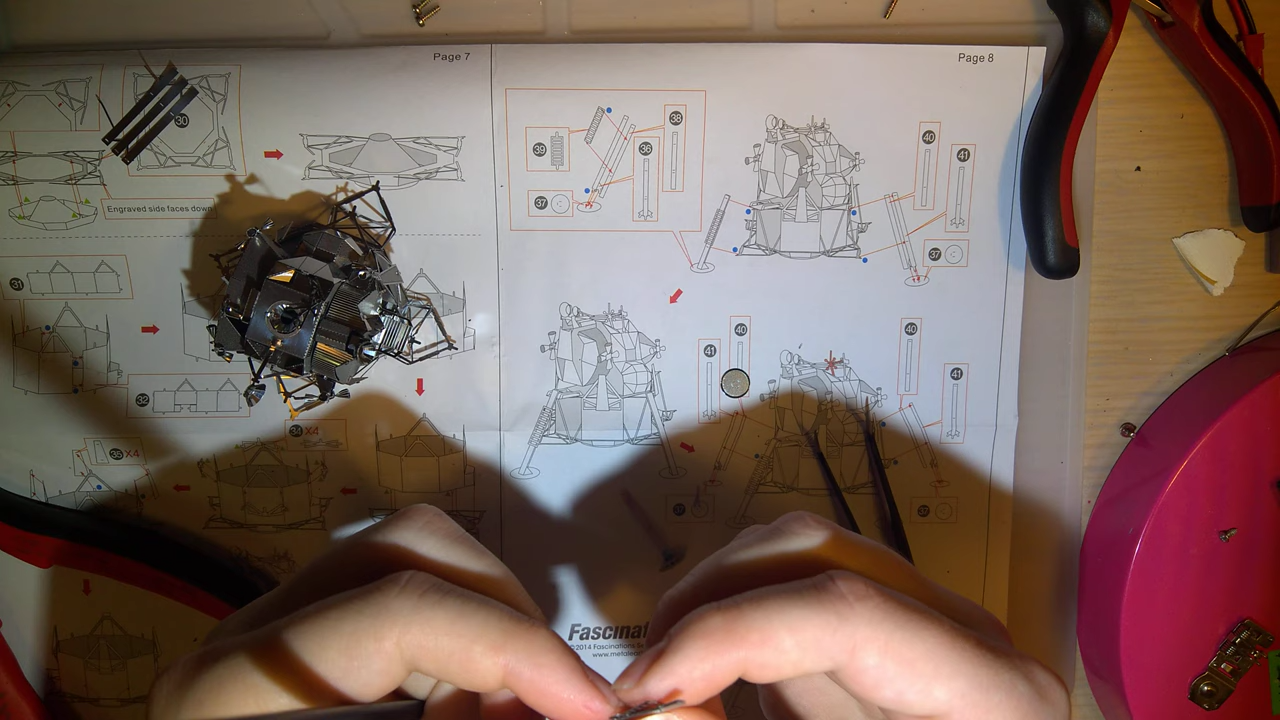 Page 7
Page 8
30
Engraved side faces down
31
32
34 X4
35 X4
39
38
36
37
40
41
37
40
41
40
41
37
37
Fascinat
©2014 Fascinations